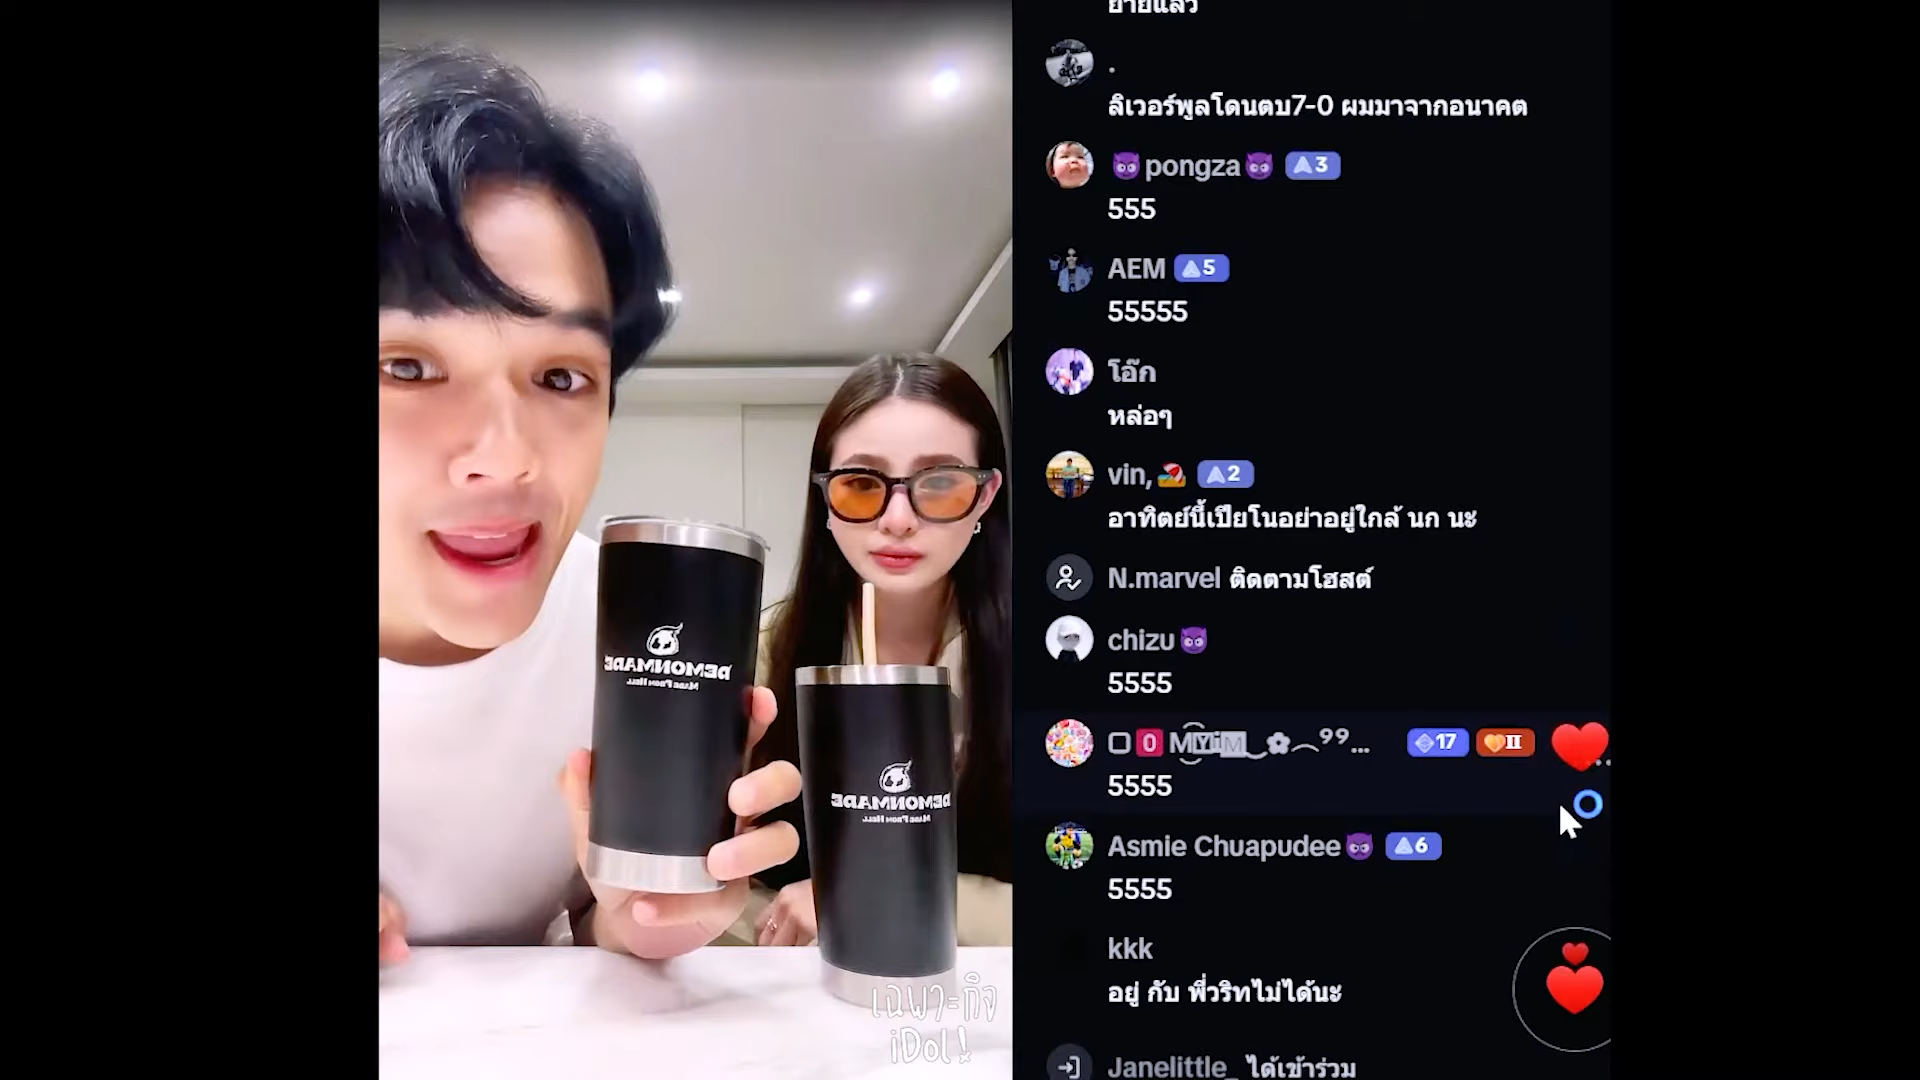 ยายแล้ว
.
ลิเวอร์พูลโดนตบ7-0 ผมมาจากอนาคต
😈pongza😈 3
555
AEM 5
55555
โอ๊ก
หล่อๆ
vin,🏖 2
อาทิตย์นี้เปียโนอย่าอยู่ใกล้ นก นะ
N.marvel ติดตามโฮสต์
chizu😈
5555
17 II
5555
Asmie Chuapudee😈 6
5555
kkk
อยู่ กับ พี่วริทไม่ได้นะ
Janelittle_ ได้เข้าร่วม
DEMONMADE
MADE FROM HELL
DEMONMADE
MADE FROM HELL
เฉพาะกิจ
iDol!